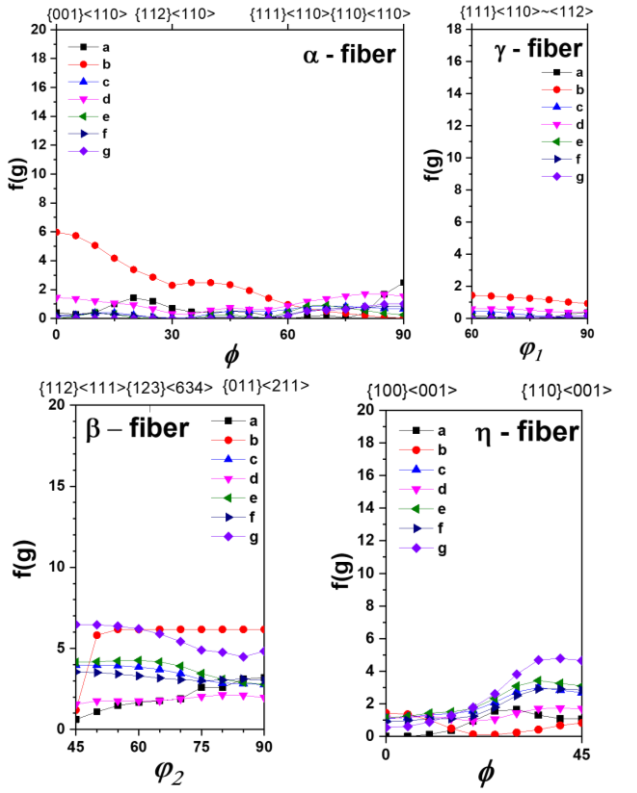 {001}<110> {112}<110> {111}<110>{110}<110>
α - fiber
a
b
c
d
e
f
g
f(g)
20
18
16
14
12
10
8
6
4
2
0
0 30 60 90
ϕ
{111}<110>~<112>
γ - fiber
a
b
c
d
e
f
g
f(g)
18
16
14
12
10
8
6
4
2
0
60 90
φ1
{112}<111>{123}<634> {011}<211>
β – fiber
a
b
c
d
e
f
g
f(g)
20
15
10
5
0
45 60 75 90
φ2
{100}<001> {110}<001>
η - fiber
a
b
c
d
e
f
g
f(g)
20
18
16
14
12
10
8
6
4
2
0
0 45
ϕ